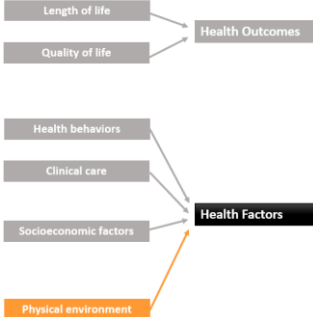 Length of life
Health Outcomes
Quality of life
Health behaviors
Clinical care
Health Factors
Socioeconomic factors
Physical environment